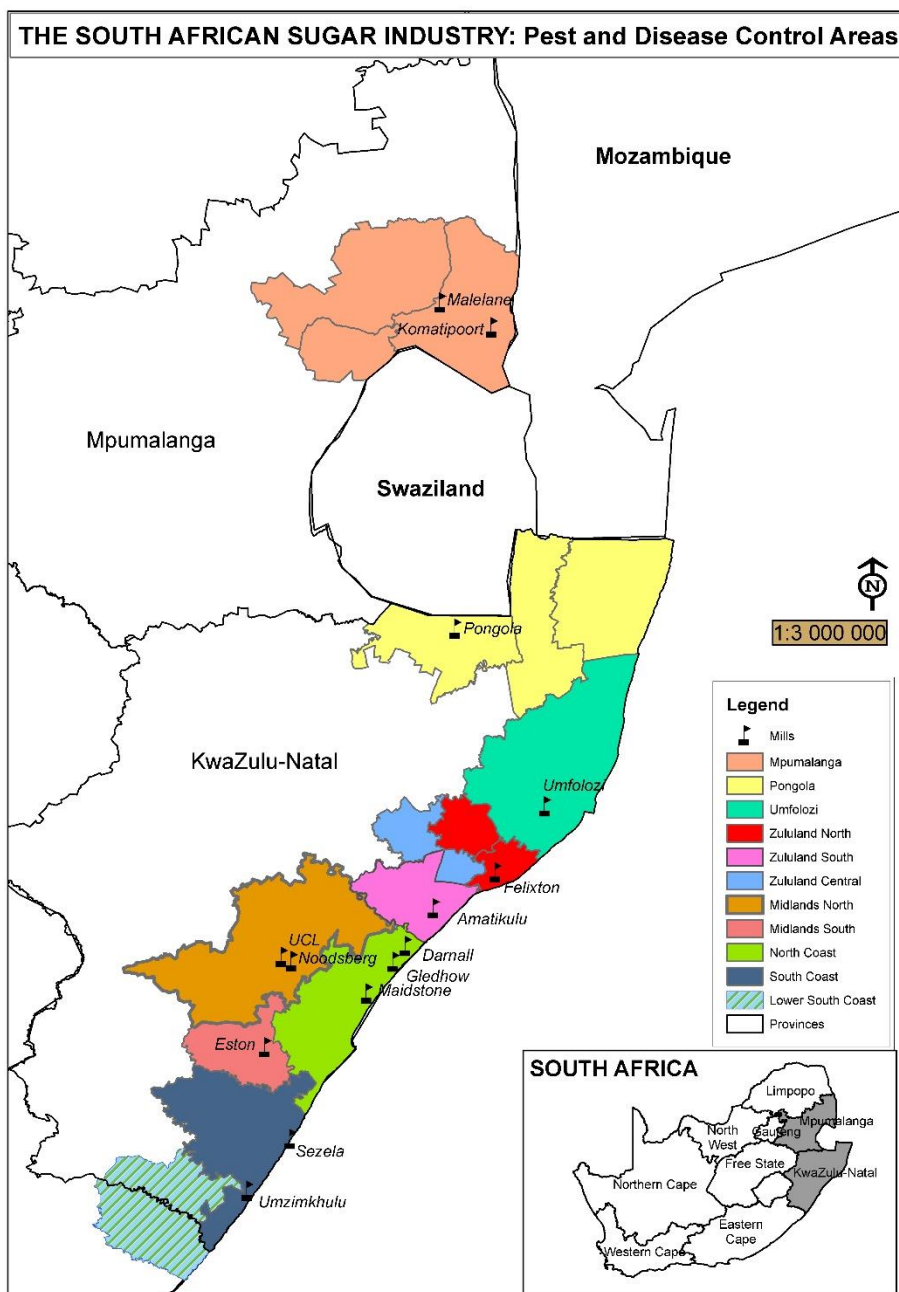 THE SOUTH AFRICAN SUGAR INDUSTRY: Pest and Disease Control Areas
Mozambique
Malelane
Komatipoort
Mpumalanga
Swaziland
N
Pongola
1:3 000 000
KwaZulu-Natal
Umfolozi
Felixton
Amatikulu
UCL
Darnall
Noodsberg
Gledhow
Maidstone
Eston
Sezela
Umzimkhulu
Legend
Mills
Mpumalanga
Pongola
Umfolozi
Zululand North
Zululand South
Zululand Central
Midlands North
Midlands South
North Coast
South Coast
Lower South Coast
Provinces
SOUTH AFRICA
Limpopo
Mpumalanga
North
West
Gauteng
Free State
KwaZulu-Natal
Northern Cape
Eastern
Cape
Western Cape